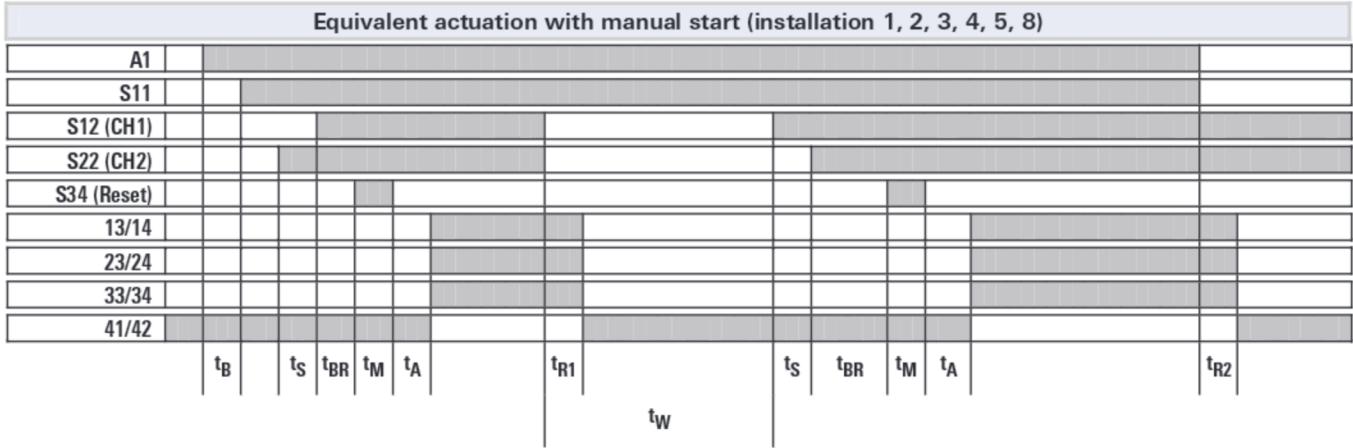 Equivalent actuation with manual start (installation 1, 2, 3, 4, 5, 8)
A1
S11
S12 (CH1)
S22 (CH2)
S34 (Reset)
13/14
23/24
33/34
41/42
tB tS tBR tM tA tR1 tS tBR tM tA tR2
tW